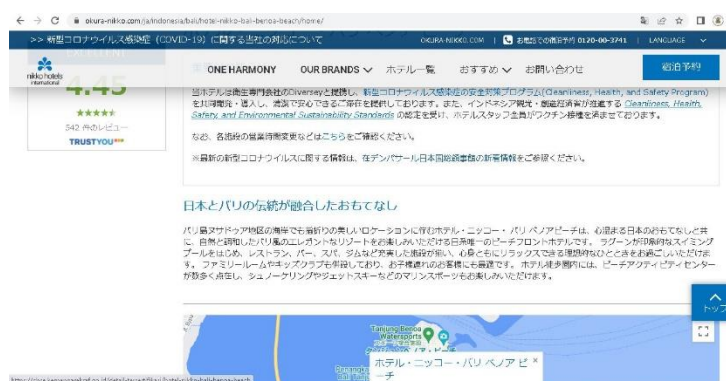 okura-nikko.com/ja/indonesia/bali/hotel-nikko-bali-benoa-beach/home/
>> 新型コロナウイルス感染症 (COVID-19) に関する当社の対応について
OKURA-NIKKO.COM
お電話での宿泊予約 0120-00-3741
LANGUAGE
EXCELLENT
nikko hotels
international
ONE HARMONY
OUR BRANDS
ホテル一覧
おすすめ
お問い合わせ
宿泊予約
4.45
542 件のレビュー
TRUSTYOU
当ホテルは衛生専門会社のDiverseyと提携し、新型コロナウイルス感染症の安全対策プログラム(Cleanliness, Health, and Safety Program)
を共同開発・導入し、清潔で安心できるご滞在を提供しております。また、インドネシア観光・創造経済省が推進する Cleanliness, Health,
Safety, and Environmental Sustainability Standards の認定を受け、ホテルスタッフ全員がワクチン接種を済ませております。
なお、各施設の営業時間変更などはこちらをご確認ください。
※最新の新型コロナウイルスに関する情報は、在デンパサール日本国総領事館の新着情報をご参照ください。
日本とバリの伝統が融合したおもてなし
バリ島ヌサドゥア地区の海岸でも指折りの美しいロケーションに佇むホテル・ニッコー・バリ ベノアビーチは、心温まる日本のおもてなしと共
に、自然と調和したバリ風のエレガントなリゾートをお楽しみいただける日系唯一のビーチフロントホテルです。 ラグーンが印象的なスイミング
プールをはじめ、レストラン、バー、スパ、ジムなど充実した施設が揃い、心身ともにリラックスできる理想的なひとときをお過ごしいただけま
す。 ファミリールームやキッズクラブも併設しており、お子様連れのお客様にも最適です。 ホテル徒歩圏内には、ビーチアクティビティセンター
が数多く点在し、シュノーケリングやジェットスキーなどのマリンスポーツもお楽しみいただけます。
トップ
Tanjung Benoa
Watersports
ホテル・ニッコー・バリ ベノア ビ
ーチ